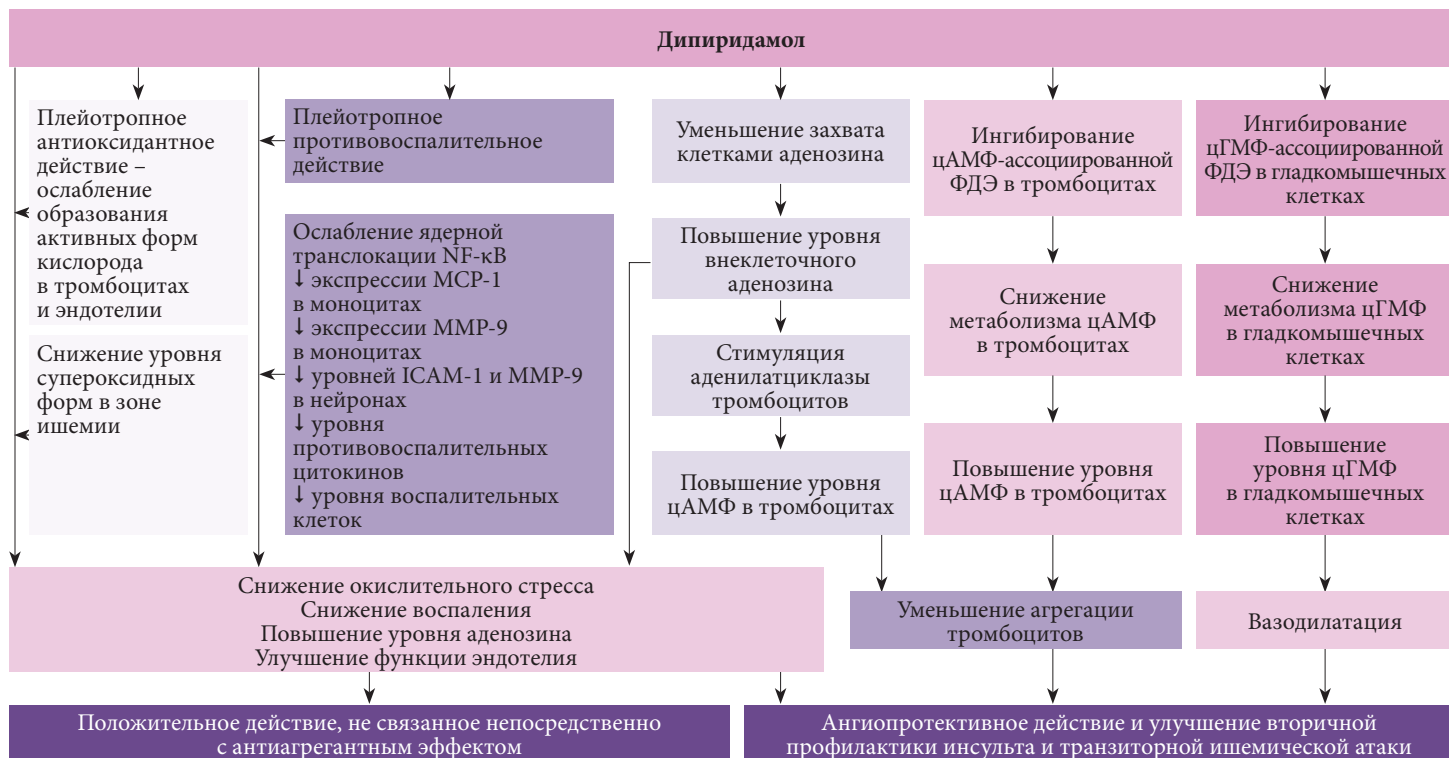 Дипиридамол
Плейотропное
антиоксидантное
действие –
ослабление
образования
активных форм
кислорода
в тромбоцитах
и эндотелии
Снижение уровня
супероксидных
форм в зоне
ишемии
Плейотропное
противовоспалительное
действие
Ослабление ядерной
транслокации NF-κB
↓ экспрессии MCP-1
в моноцитах
↓ экспрессии MMP-9
в моноцитах
↓ уровней ICAM-1 и MMP-9
в нейронах
↓ уровня
противовоспалительных
цитокинов
↓ уровня воспалительных
клеток
Уменьшение захвата
клетками аденозина
Повышение уровня
внеклеточного
аденозина
Стимуляция
аденилатциклазы
тромбоцитов
Повышение уровня
цАМФ в тромбоцитах
Ингибирование
цАМФ-ассоциированной
ФДЭ в тромбоцитах
Снижение
метаболизма цАМФ
в тромбоцитах
Повышение уровня
цАМФ в тромбоцитах
Ингибирование
цГМФ-ассоциированной
ФДЭ в гладкомышечных
клетках
Снижение
метаболизма цГМФ
в гладкомышечных
клетках
Повышение
уровня цГМФ
в гладкомышечных
клетках
Снижение окислительного стресса
Снижение воспаления
Повышение уровня аденозина
Улучшение функции эндотелия
Уменьшение агрегации
тромбоцитов
Вазодилатация
Положительное действие, не связанное непосредственно
с антиагрегантным эффектом
Ангиопротективное действие и улучшение вторичной
профилактики инсульта и транзиторной ишемической атаки